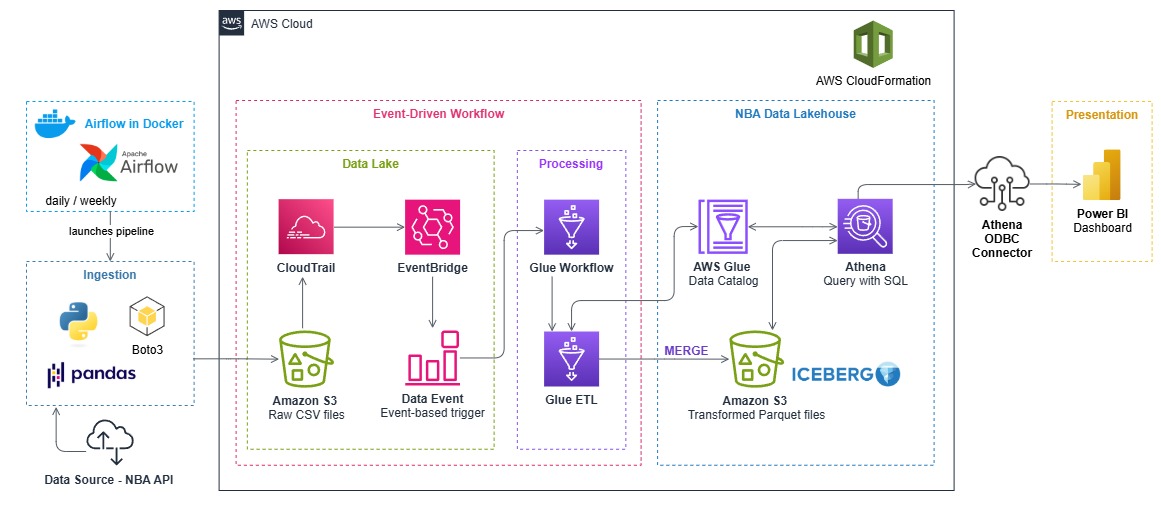 aws
AWS Cloud
AWS CloudFormation
Airflow in Docker
APACHE
Airflow
daily / weekly
launches pipeline
Ingestion
Boto3
pandas
Data Source - NBA API
Event-Driven Workflow
Data Lake
CloudTrail
EventBridge
Amazon S3
Raw CSV files
Data Event
Event-based trigger
Processing
Glue Workflow
Glue ETL
MERGE
NBA Data Lakehouse
AWS Glue
Data Catalog
Athena
Query with SQL
Amazon S3
Transformed Parquet files
ICEBERG
Athena
ODBC
Connector
Presentation
Power BI
Dashboard